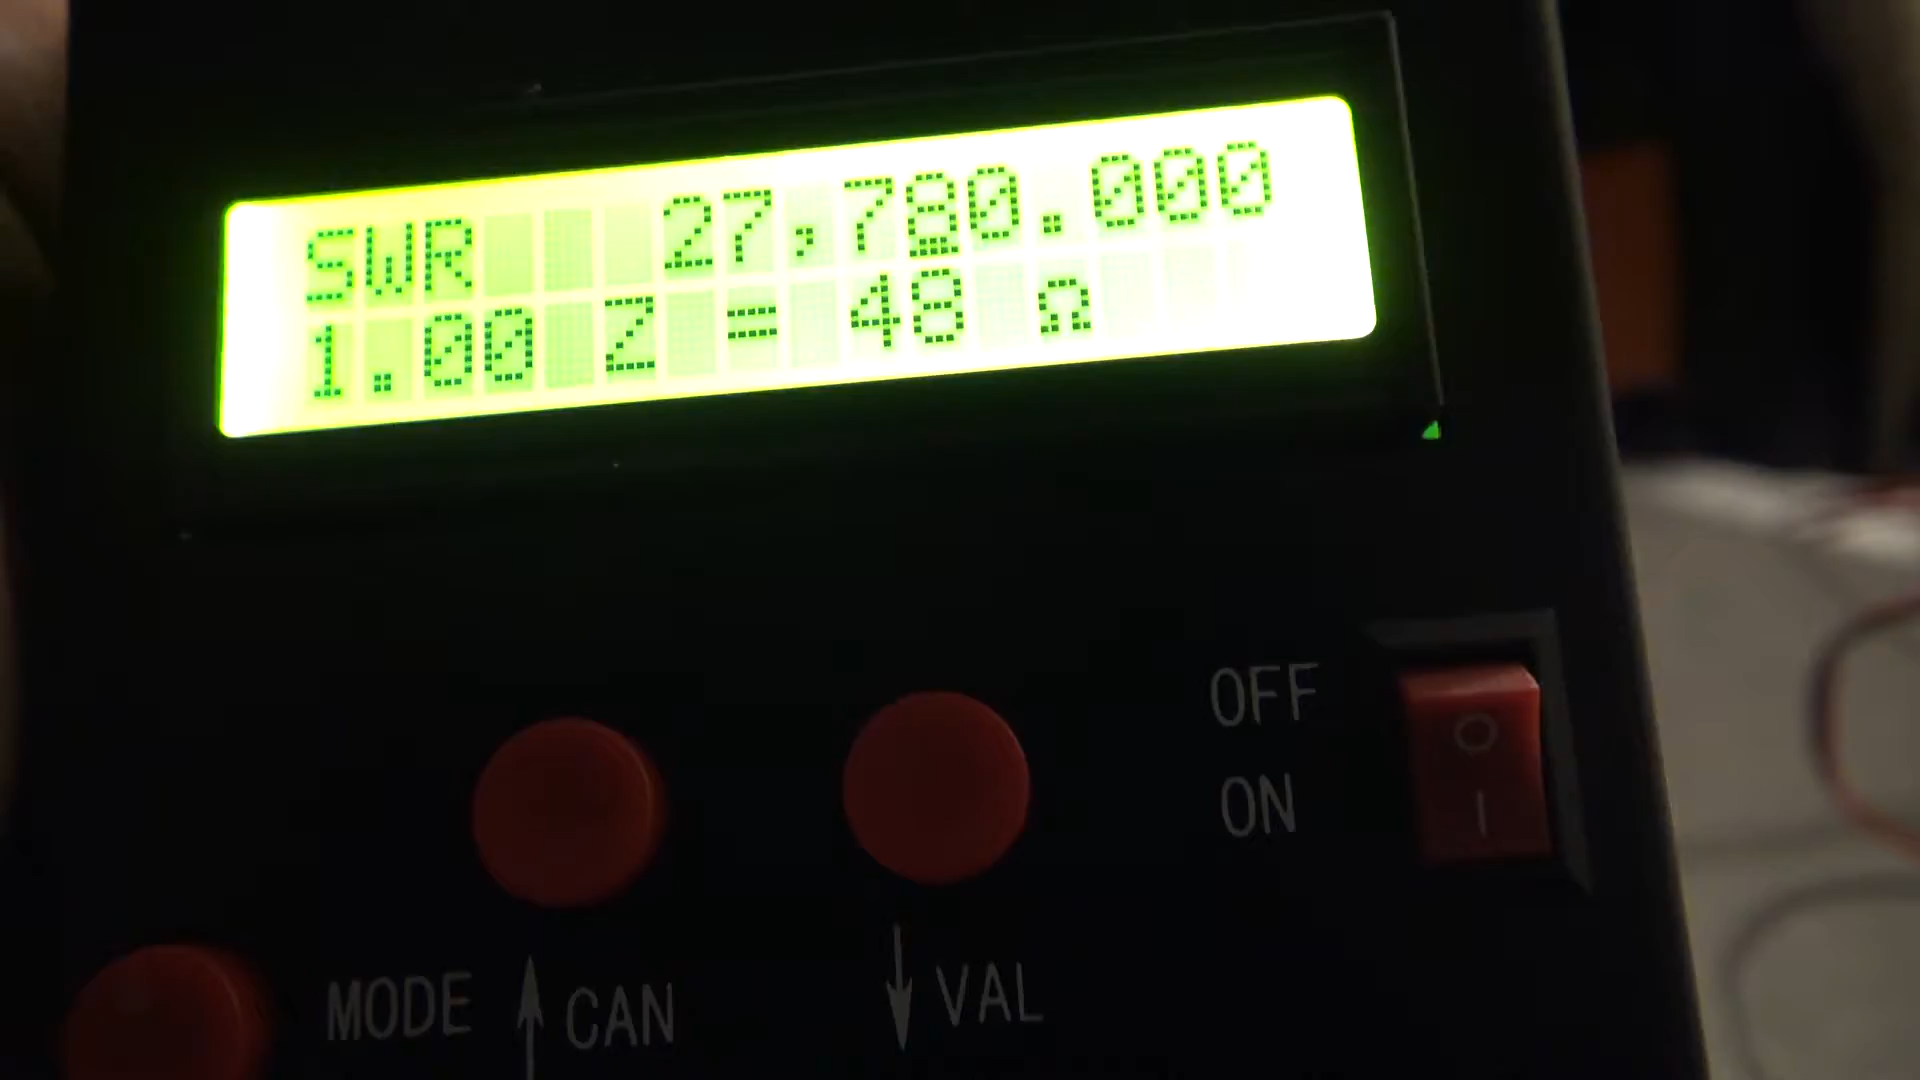 SWR 27,780.000
1.00 Z = 48 Ω
OFF
ON
MODE ↑ CAN ↓ VAL